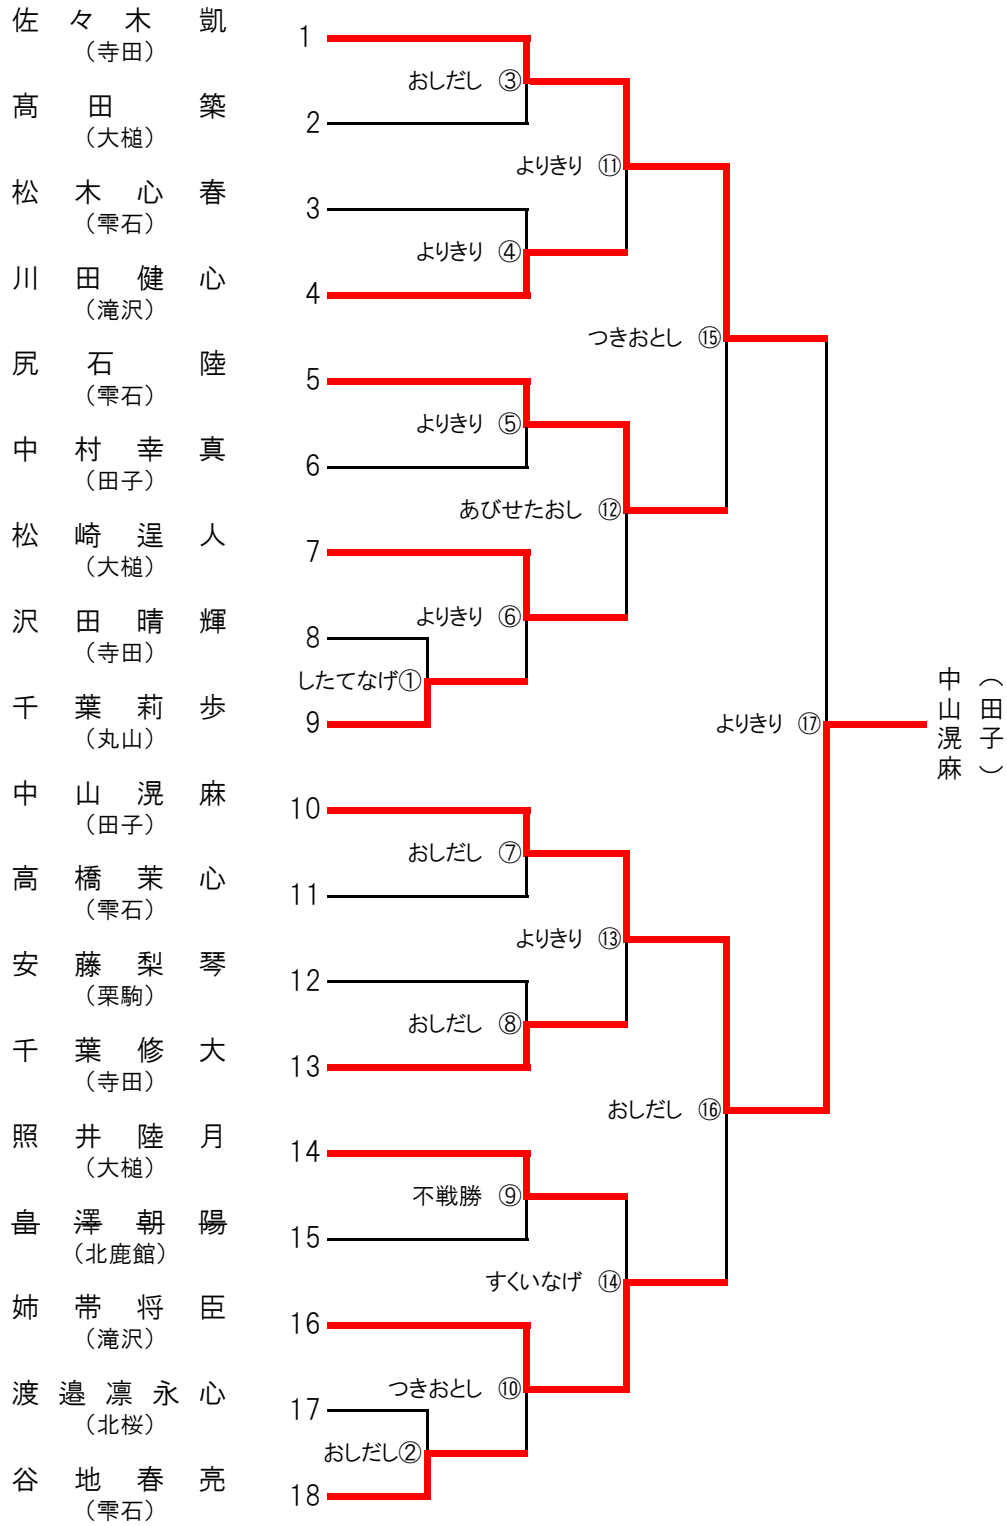 佐々木凱
（寺田）
1
おしだし ③
髙田築
（大槌）
2
よりきり ⑪
松木心春
（雫石）
3
よりきり ④
川田健心
（滝沢）
4
つきおとし ⑮
尻石陸
（雫石）
5
よりきり ⑤
中村幸真
（田子）
6
あびせたおし ⑫
松崎逞人
（大槌）
7
よりきり ⑥
沢田晴輝
（寺田）
8
したてなげ①
千葉莉歩
（丸山）
9
よりきり ⑰
中山滉麻
（田子）
中山滉麻
（田子）
10
おしだし ⑦
高橋茉心
（雫石）
11
よりきり ⑬
安藤梨琴
（栗駒）
12
おしだし ⑧
千葉修大
（寺田）
13
おしだし ⑯
照井陸月
（大槌）
14
不戦勝 ⑨
畠澤朝陽
（北鹿館）
15
すくいなげ ⑭
姉帯将臣
（滝沢）
16
つきおとし ⑩
渡邉凛永心
（北桜）
17
おしだし②
谷地春亮
（雫石）
18